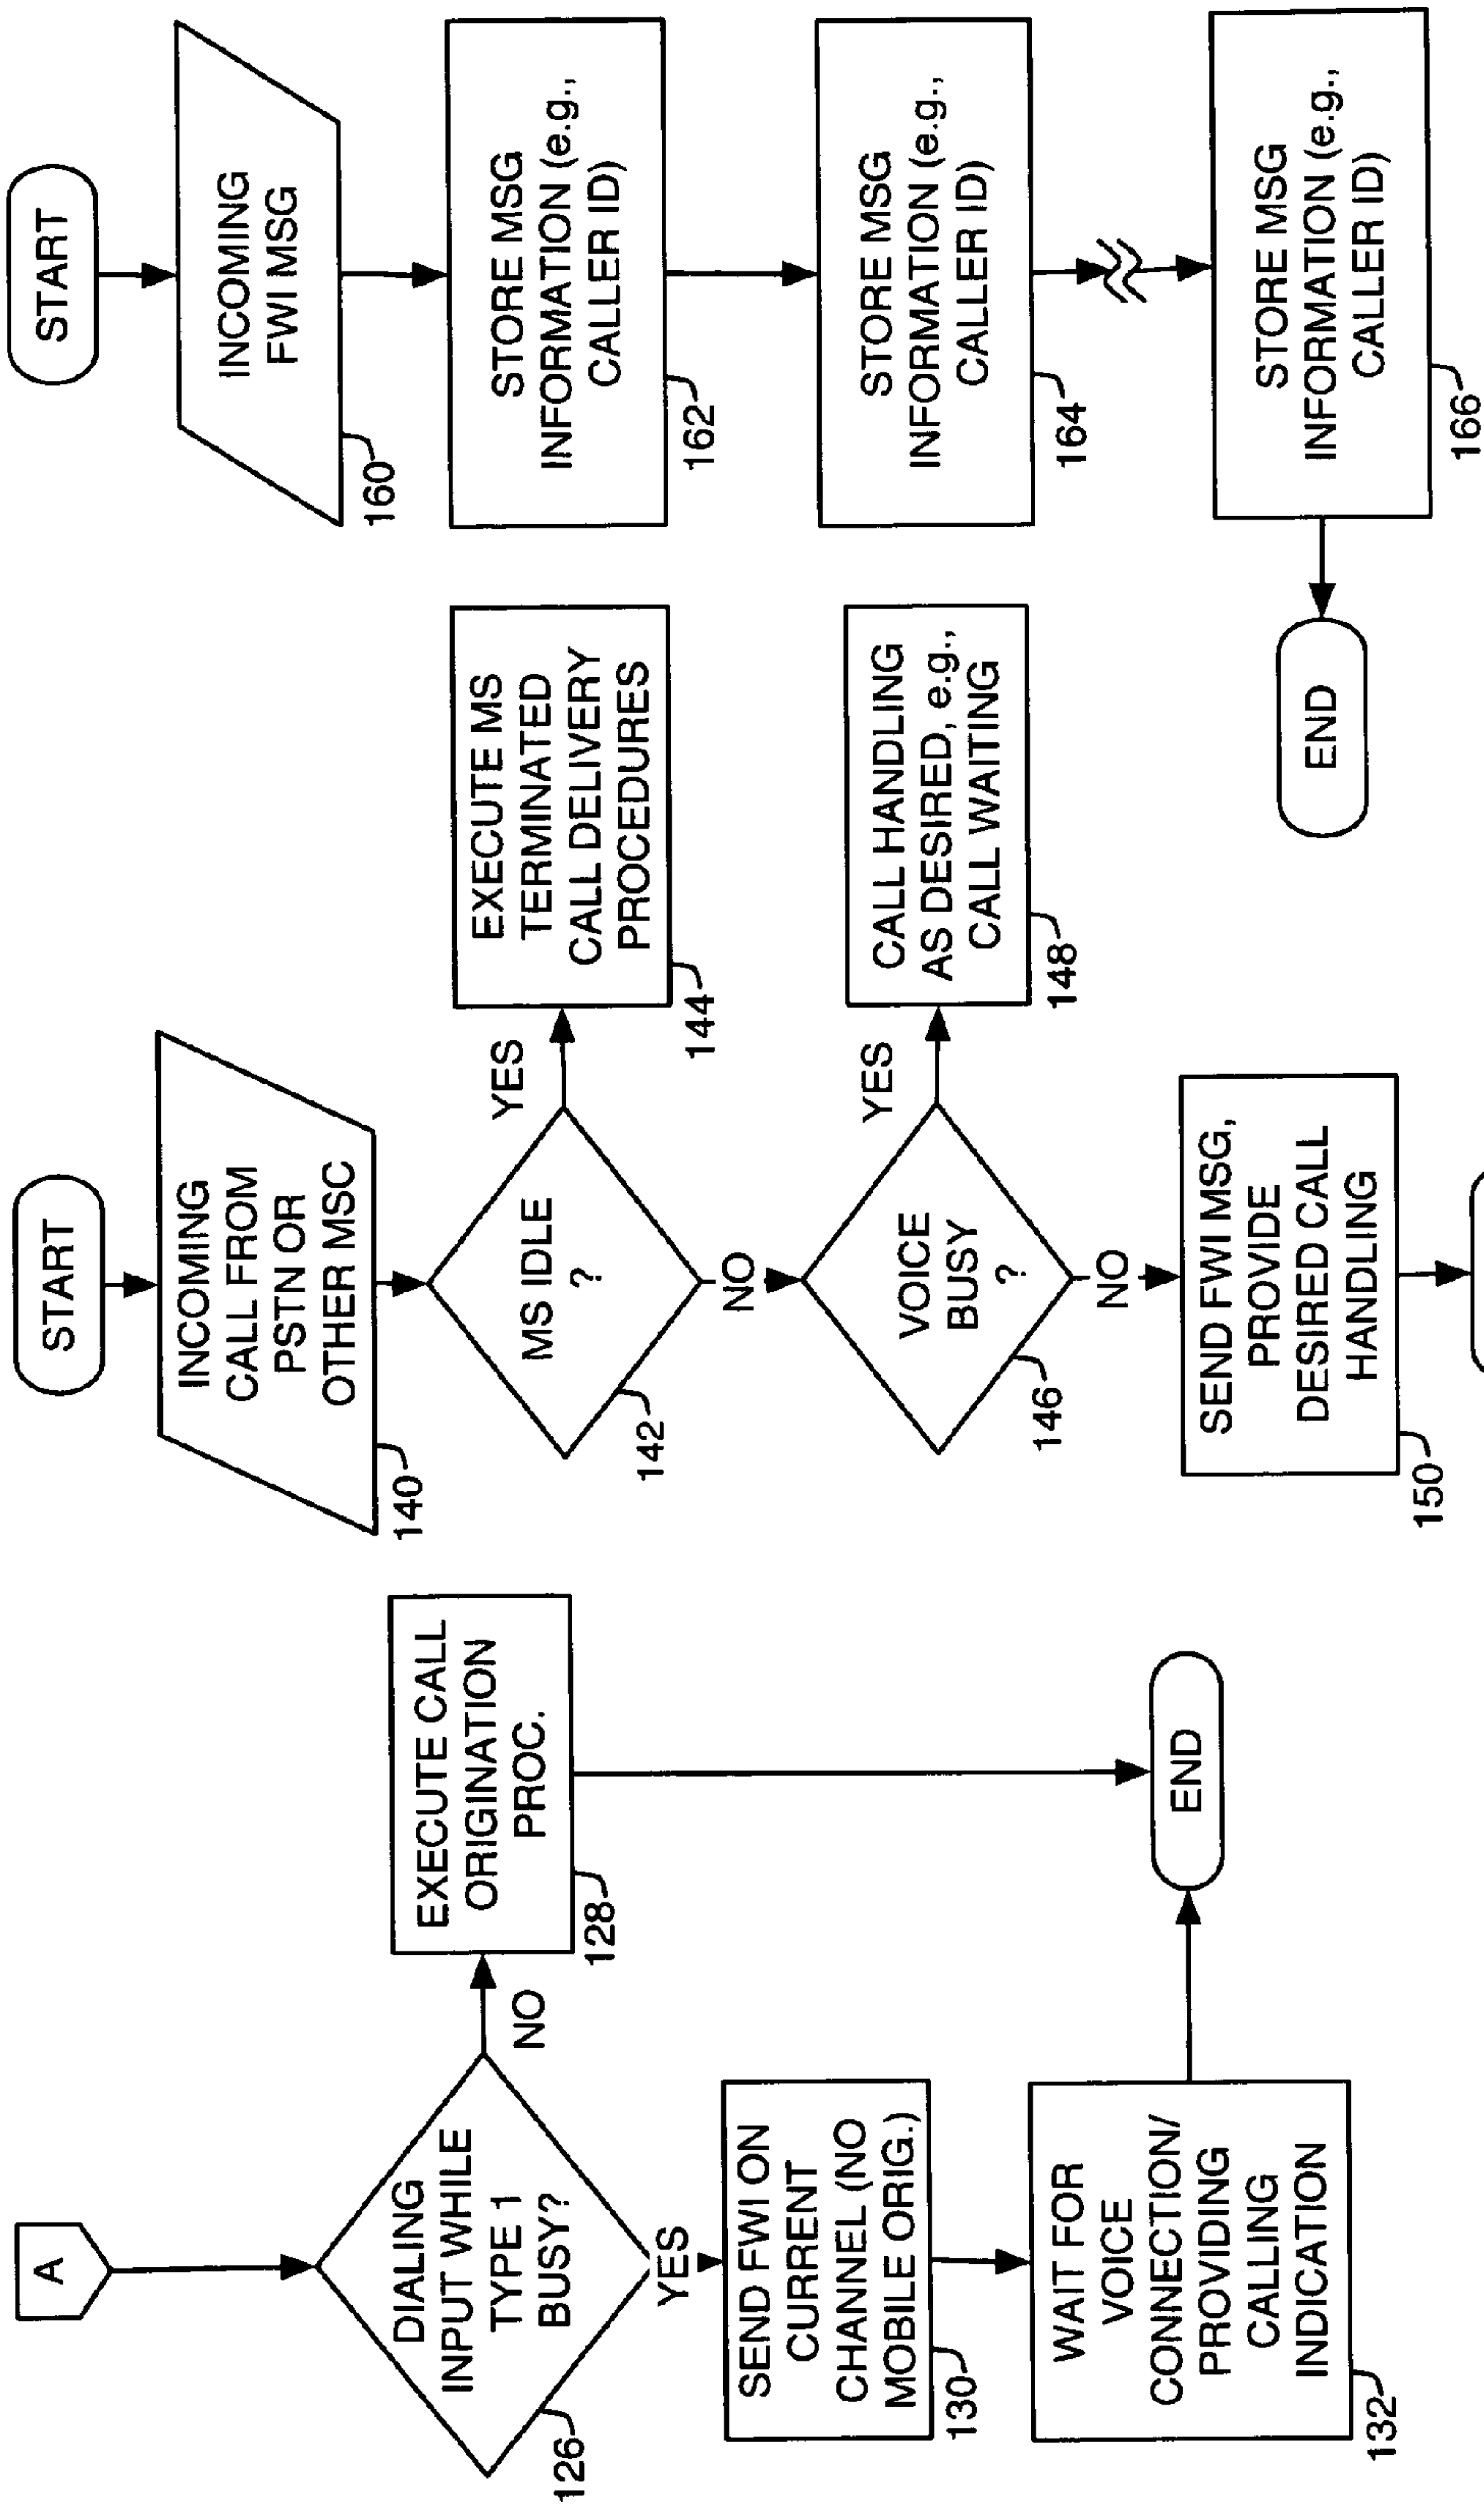 A
DIALING
INPUT WHILE
TYPE 1
BUSY?
126
NO
EXECUTE CALL
ORIGINATION
PROC.
128
YES
SEND FWI ON
CURRENT
CHANNEL (NO
MOBILE ORIG.)
130
WAIT FOR
VOICE
CONNECTION/
PROVIDING
CALLING
INDICATION
132
END
START
INCOMING
CALL FROM
PSTN OR
OTHER MSC
140
MS IDLE
?
142
YES
EXECUTE MS
TERMINATED
CALL DELIVERY
PROCEDURES
144
NO
VOICE
BUSY
?
146
YES
CALL HANDLING
AS DESIRED, e.g.,
CALL WAITING
148
NO
SEND FWI MSG,
PROVIDE
DESIRED CALL
HANDLING
150
START
INCOMING
FWI MSG
160
STORE MSG
INFORMATION (e.g.,
CALLER ID)
162
STORE MSG
INFORMATION (e.g.,
CALLER ID)
164
STORE MSG
INFORMATION (e.g.,
CALLER ID)
166
END